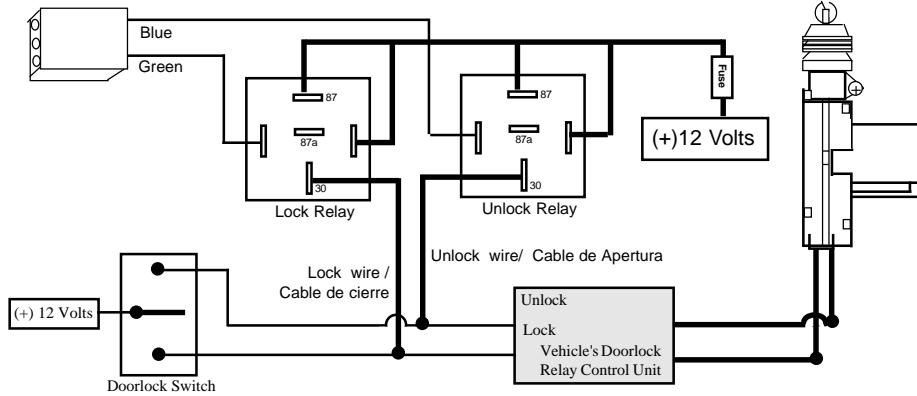 Blue
Green
87
87a
30
Lock Relay
87
87a
30
Unlock Relay
Fuse
(+)12 Volts
Lock wire /
Cable de cierre
Unlock wire/ Cable de Apertura
(+) 12 Volts
Doorlock Switch
Unlock
Lock
Vehicle's Doorlock
Relay Control Unit